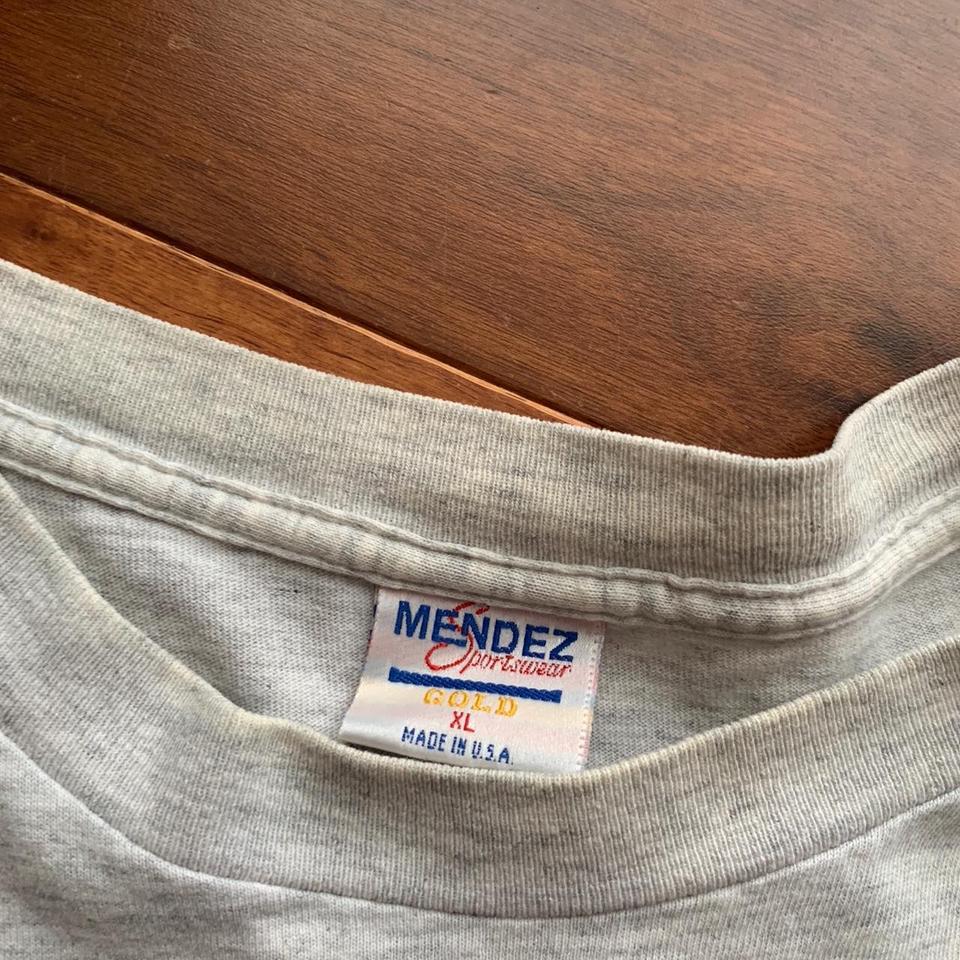 MENDEZ
Sportswear
GOLD
XL
MADE IN U.S.A.